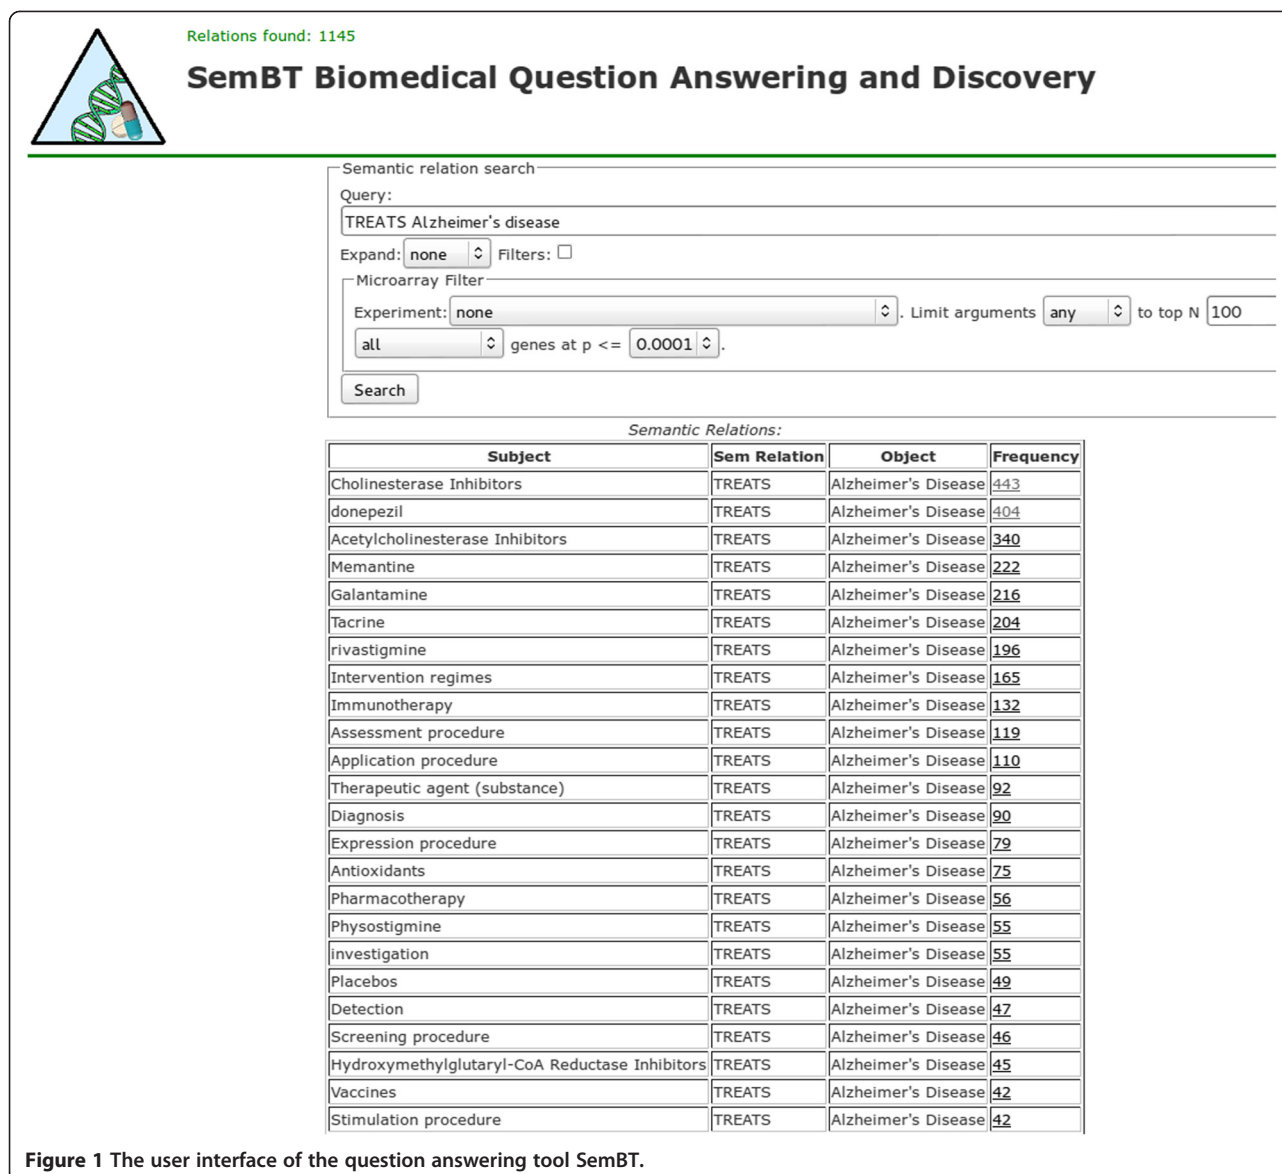 Relations found: 1145
SemBT Biomedical Question Answering and Discovery
Semantic relation search
Query:
TREATS Alzheimer's disease
Expand: none Filters:
Microarray Filter
Experiment: none . Limit arguments any to top N 100
all genes at p <= 0.0001 .
Search
Semantic Relations:
Subject Sem Relation Object Frequency
Cholinesterase Inhibitors TREATS Alzheimer's Disease 443
donepezil TREATS Alzheimer's Disease 404
Acetylcholinesterase Inhibitors TREATS Alzheimer's Disease 340
Memantine TREATS Alzheimer's Disease 222
Galantamine TREATS Alzheimer's Disease 216
Tacrine TREATS Alzheimer's Disease 204
rivastigmine TREATS Alzheimer's Disease 196
Intervention regimes TREATS Alzheimer's Disease 165
Immunotherapy TREATS Alzheimer's Disease 132
Assessment procedure TREATS Alzheimer's Disease 119
Application procedure TREATS Alzheimer's Disease 110
Therapeutic agent (substance) TREATS Alzheimer's Disease 92
Diagnosis TREATS Alzheimer's Disease 90
Expression procedure TREATS Alzheimer's Disease 79
Antioxidants TREATS Alzheimer's Disease 75
Pharmacotherapy TREATS Alzheimer's Disease 56
Physostigmine TREATS Alzheimer's Disease 55
investigation TREATS Alzheimer's Disease 55
Placebos TREATS Alzheimer's Disease 49
Detection TREATS Alzheimer's Disease 47
Screening procedure TREATS Alzheimer's Disease 46
Hydroxymethylglutaryl-CoA Reductase Inhibitors TREATS Alzheimer's Disease 45
Vaccines TREATS Alzheimer's Disease 42
Stimulation procedure TREATS Alzheimer's Disease 42
Figure 1 The user interface of the question answering tool SemBT.